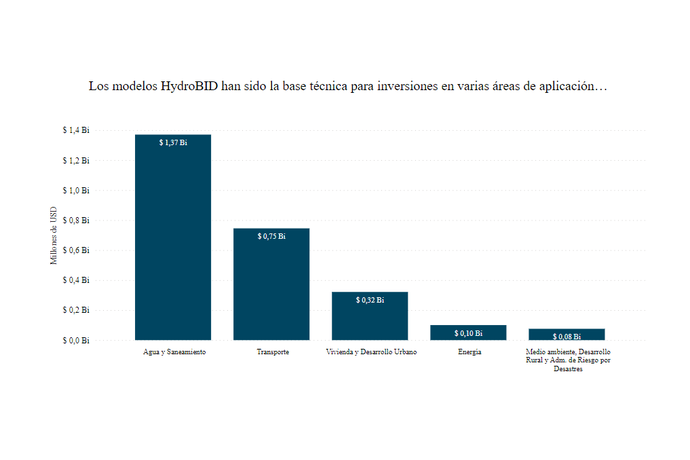 Los modelos HydroBID han sido la base técnica para inversiones en varias áreas de aplicación…
Millones de USD
$ 1,4 Bi
$ 1,2 Bi
$ 1,0 Bi
$ 0,8 Bi
$ 0,6 Bi
$ 0,4 Bi
$ 0,2 Bi
$ 0,0 Bi
$ 1,37 Bi
$ 0,75 Bi
$ 0,32 Bi
$ 0,10 Bi
$ 0,08 Bi
Agua y Saneamiento
Transporte
Vivienda y Desarrollo Urbano
Energía
Medio ambiente, Desarrollo
Rural y Adm. de Riesgo por
Desastres